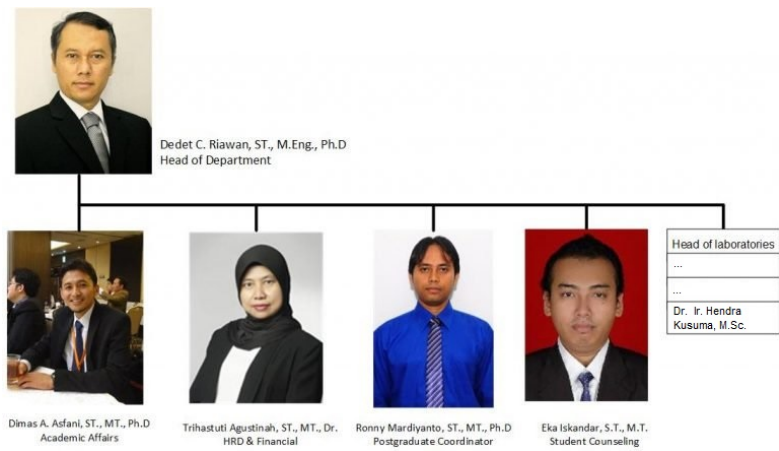 Dedet C. Riawan, ST., M.Eng., Ph.D
Head of Department
Dimas A. Asfani, ST., MT., Ph.D
Academic Affairs
Trihastuti Agustinah, ST., MT., Dr.
HRD & Financial
Ronny Mardiyanto, ST., MT., Ph.D
Postgraduate Coordinator
Eka Iskandar, S.T., M.T.
Student Counseling
Head of laboratories
...
...
Dr. Ir. Hendra
Kusuma, M.Sc.